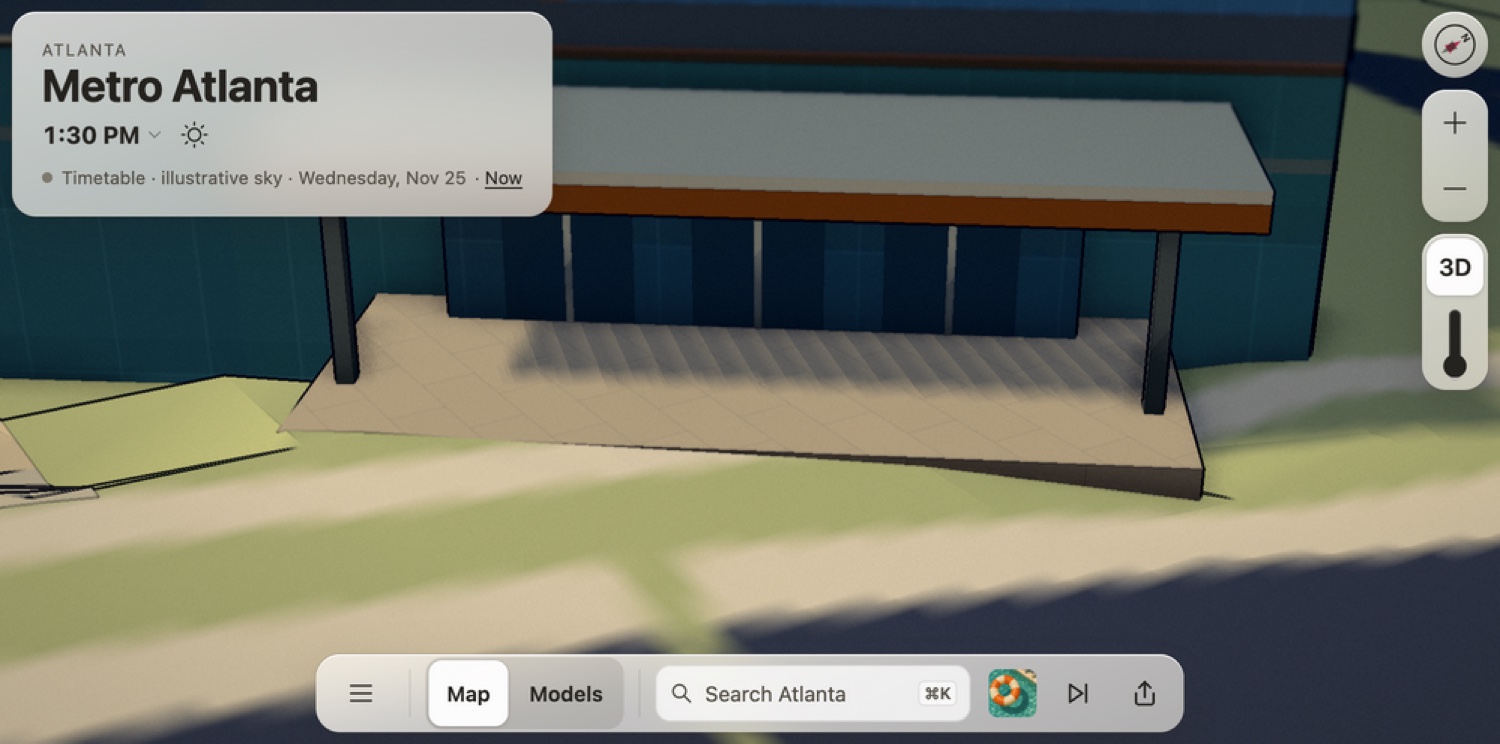 ATLANTA
Metro Atlanta
1:30 PM
Timetable · illustrative sky · Wednesday, Nov 25 · Now
N
3D
Map
Models
Search Atlanta
⌘K